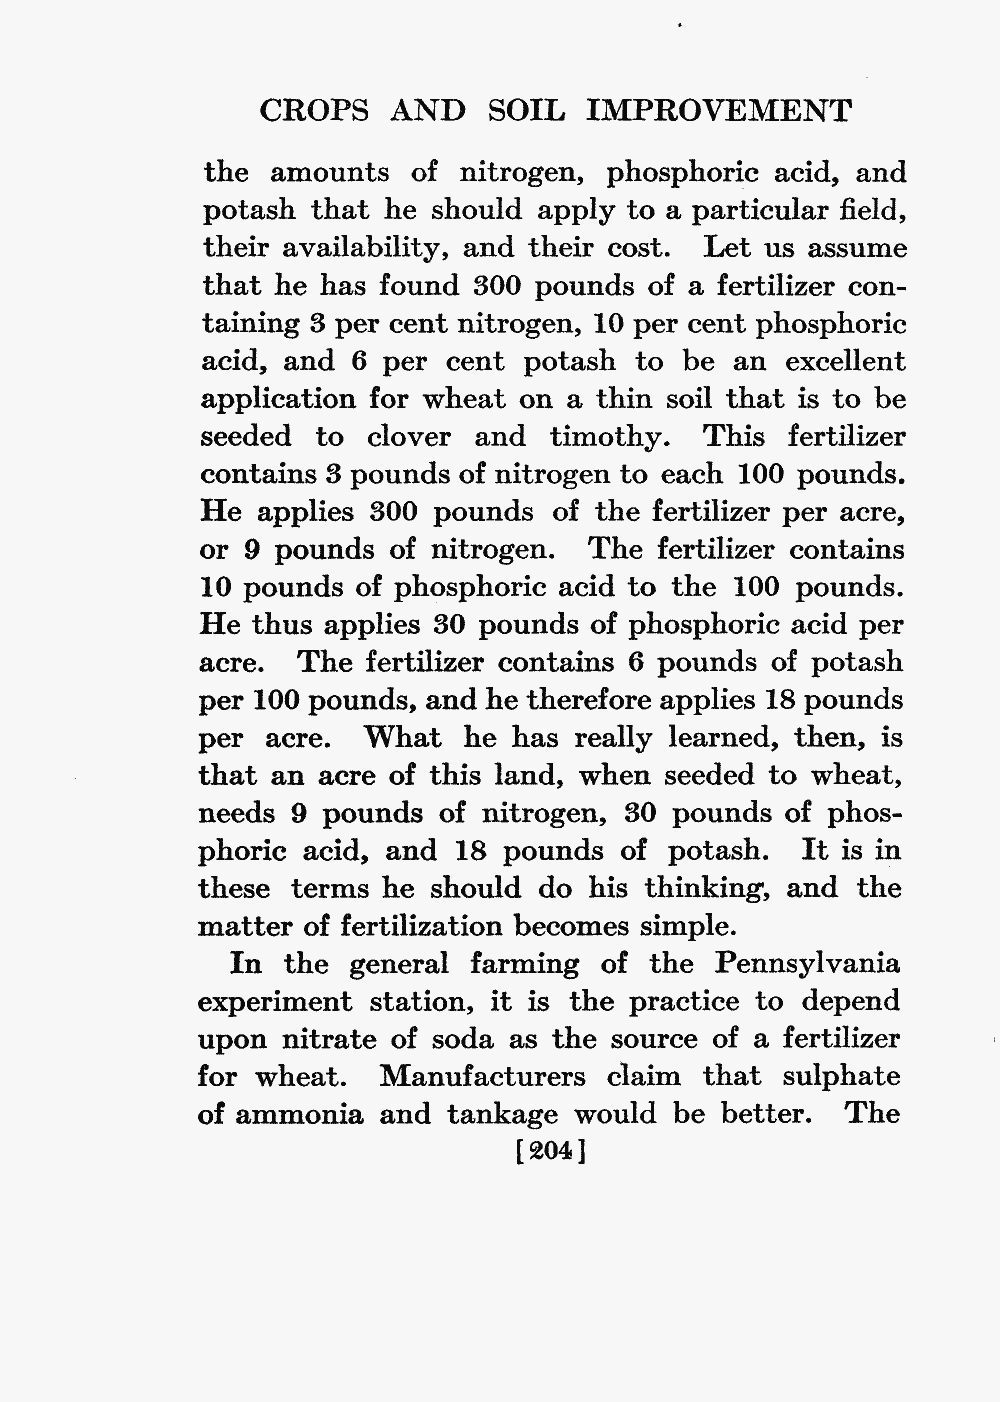 CROPS AND SOIL IMPROVEMENT
the amounts of nitrogen, phosphoric acid, and
potash that he should apply to a particular field,
their availability, and their cost. Let us assume
that he has found 300 pounds of a fertilizer con-
taining 3 per cent nitrogen, 10 per cent phosphoric
acid, and 6 per cent potash to be an excellent
application for wheat on a thin soil that is to be
seeded to clover and timothy. This fertilizer
contains 3 pounds of nitrogen to each 100 pounds.
He applies 300 pounds of the fertilizer per acre,
or 9 pounds of nitrogen. The fertilizer contains
10 pounds of phosphoric acid to the 100 pounds.
He thus applies 30 pounds of phosphoric acid per
acre. The fertilizer contains 6 pounds of potash
per 100 pounds, and he therefore applies 18 pounds
per acre. What he has really learned, then, is
that an acre of this land, when seeded to wheat,
needs 9 pounds of nitrogen, 30 pounds of phos-
phoric acid, and 18 pounds of potash. It is in
these terms he should do his thinking, and the
matter of fertilization becomes simple.
In the general farming of the Pennsylvania
experiment station, it is the practice to depend
upon nitrate of soda as the source of a fertilizer
for wheat. Manufacturers claim that sulphate
of ammonia and tankage would be better. The
[204]